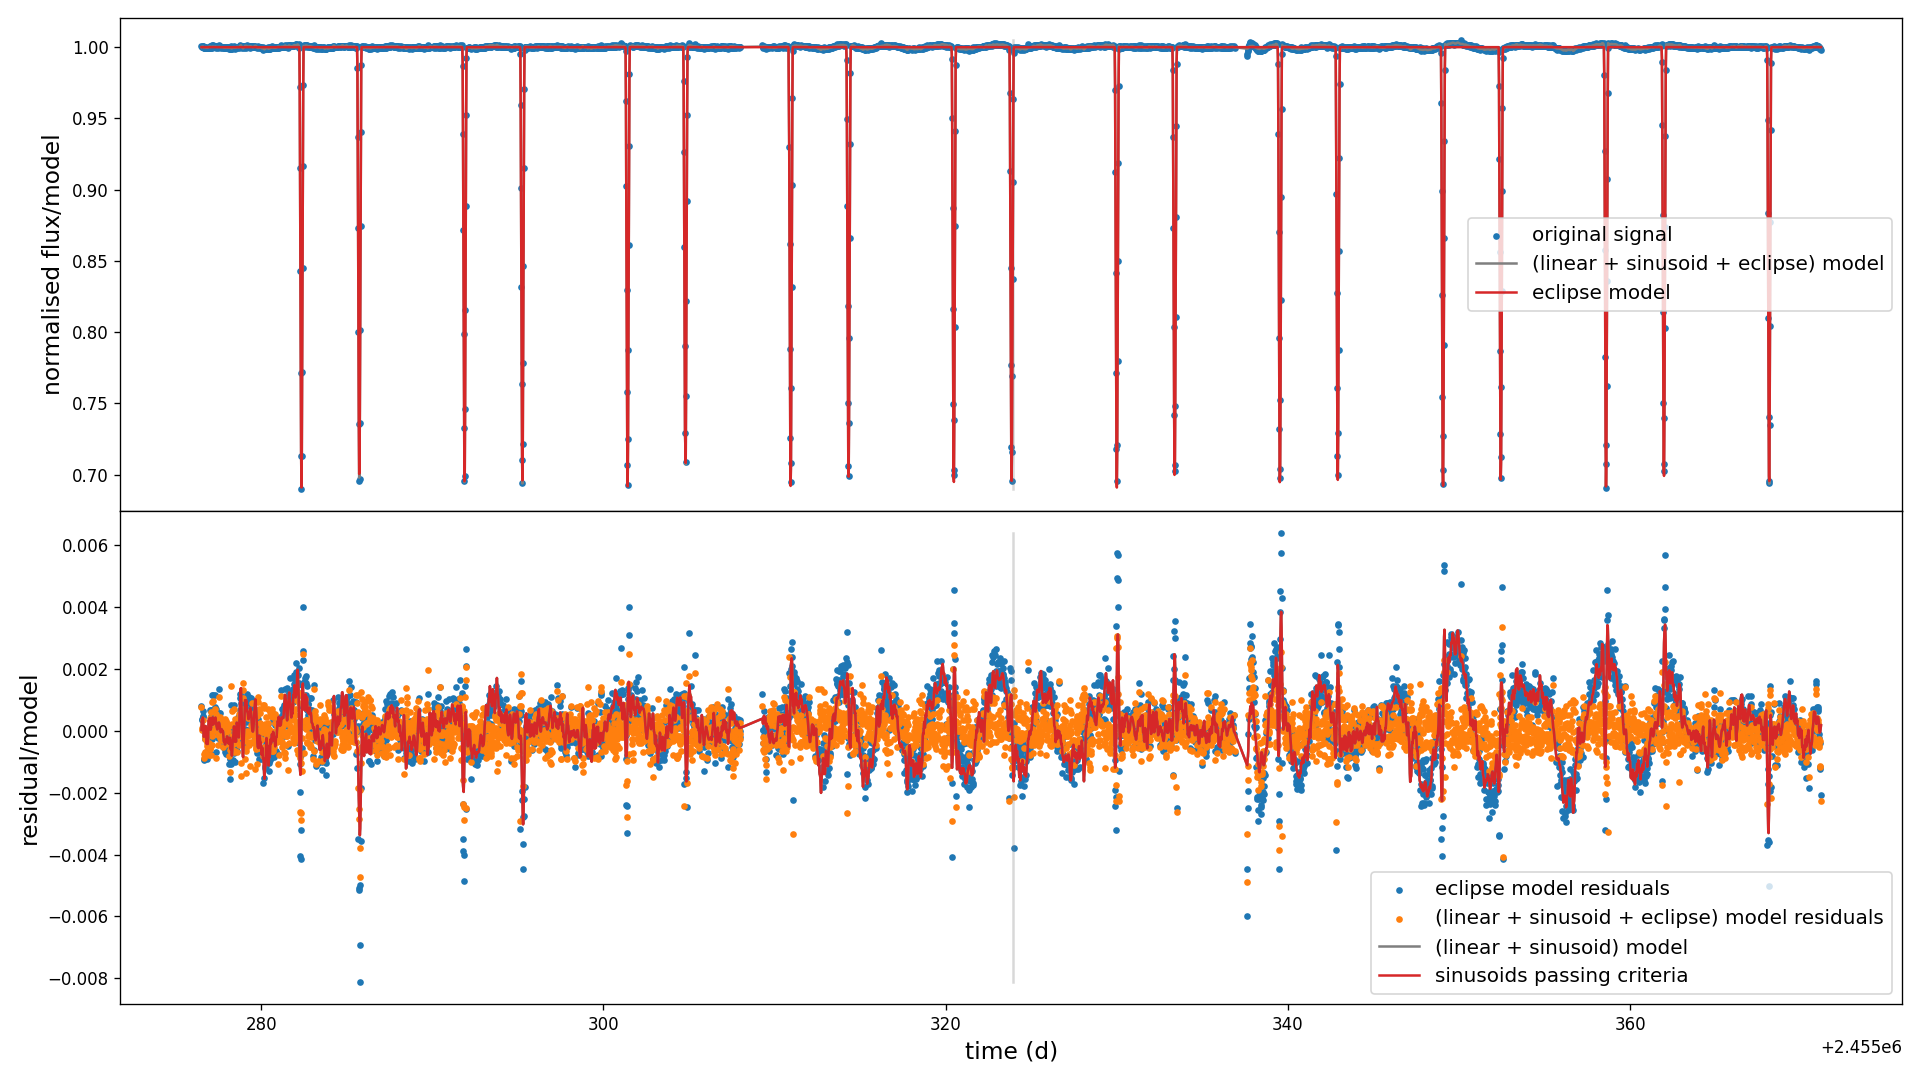 1.00
0.95
0.90
0.85
0.80
0.75
0.70
normalised flux/model
original signal
(linear + sinusoid + eclipse) model
eclipse model
0.006
0.004
0.002
0.000
−0.002
−0.004
−0.006
−0.008
residual/model
eclipse model residuals
(linear + sinusoid + eclipse) model residuals
(linear + sinusoid) model
sinusoids passing criteria
280
300
320
340
360
time (d)
+2.455e6